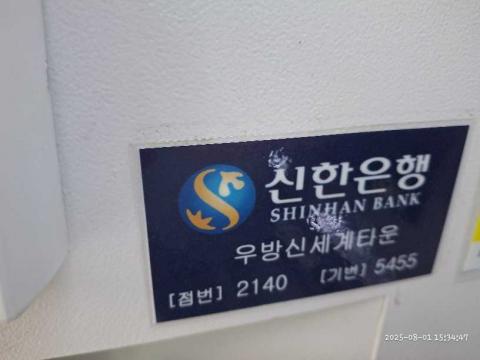 신한은행
SHINHAN BANK
우방신세계타운
[점번] 2140 [기번] 5455
2025-08-01 15:34:47